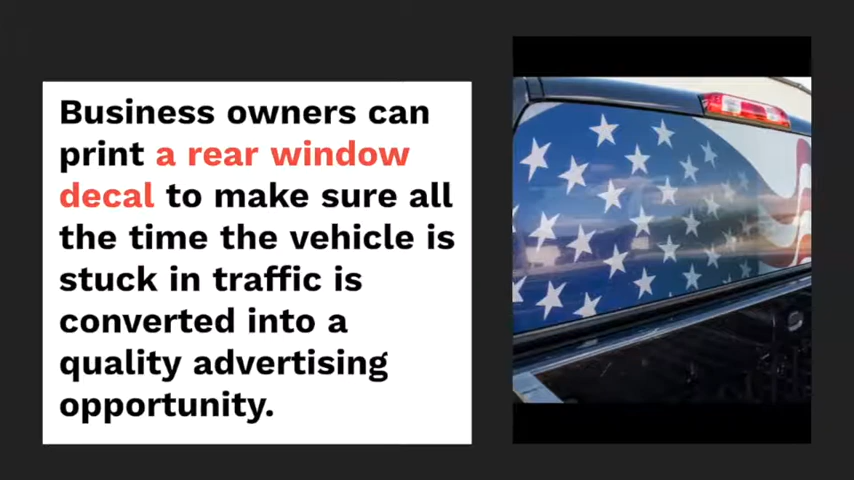 Business owners can
print a rear window
decal to make sure all
the time the vehicle is
stuck in traffic is
converted into a
quality advertising
opportunity.